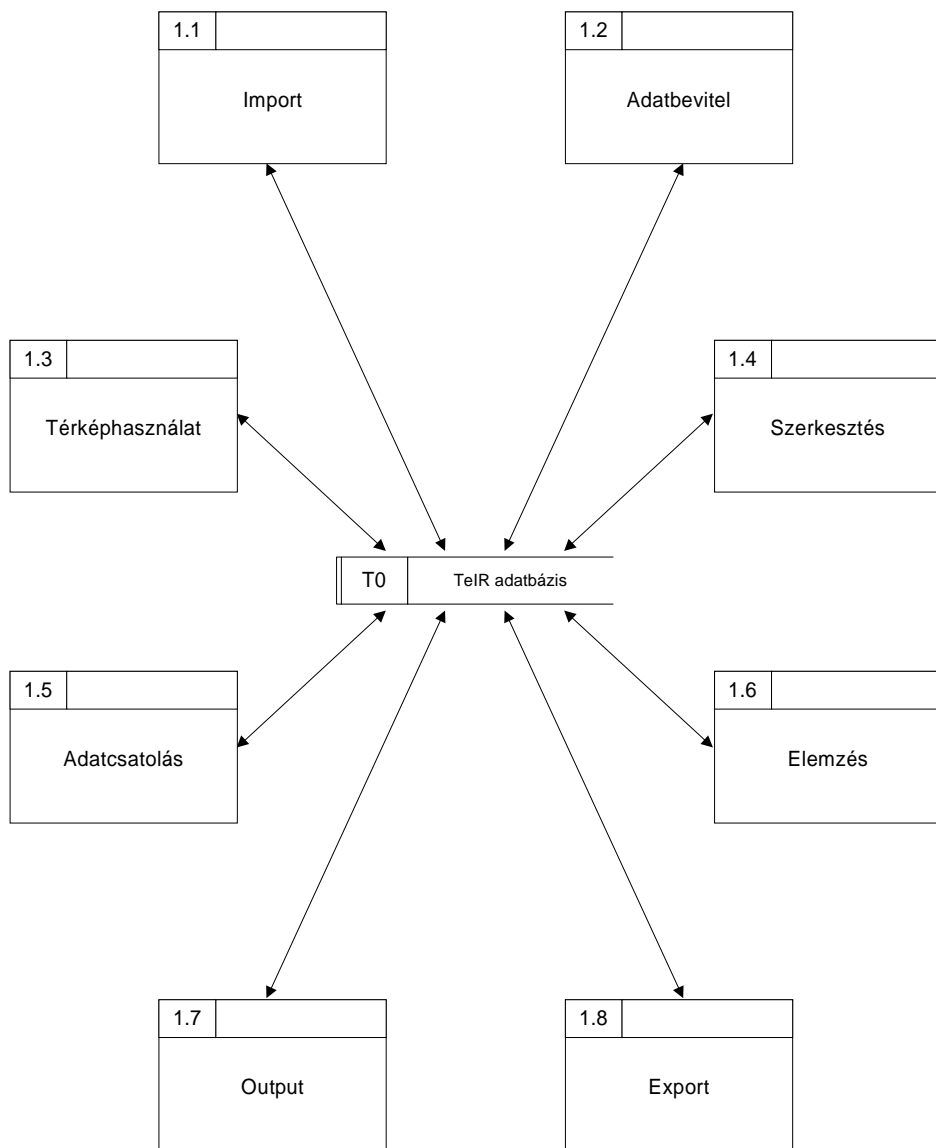 1.1
Import
1.2
Adatbevitel
1.3
Térképhasználat
1.4
Szerkesztés
T0
TeIR adatbázis
1.5
Adatcsatolás
1.6
Elemzés
1.7
Output
1.8
Export